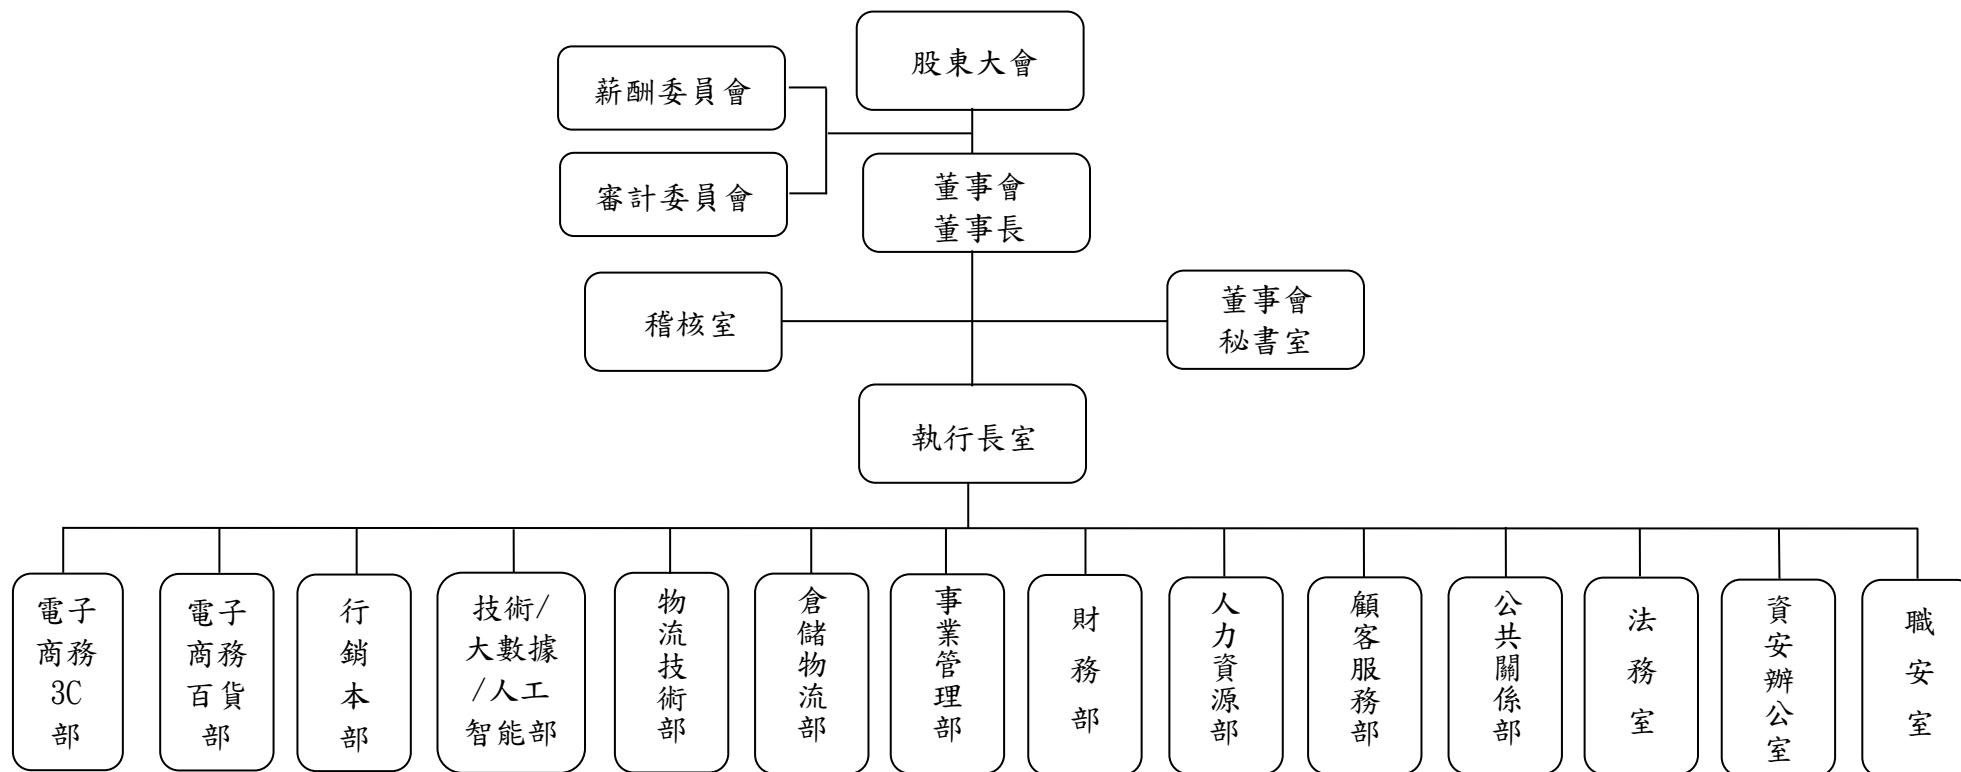 股東大會
薪酬委員會
審計委員會
董事會
董事長
稽核室
董事會
秘書室
執行長室
電子
商務
3C
部
電子
商務
百貨
部
行銷本部
技術/
大數據
/人工
智能部
物流技術部
倉儲物流部
事業管理部
財務部
人力資源部
顧客服務部
公共關係部
法務室
資安辦公室
職安室